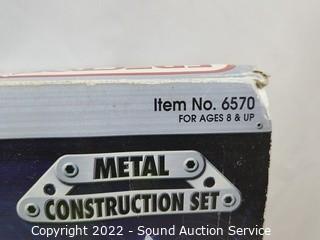 Item No. 6570
FOR AGES 8 & UP
METAL
CONSTRUCTION SET
Copyright 2022 - Sound Auction Service